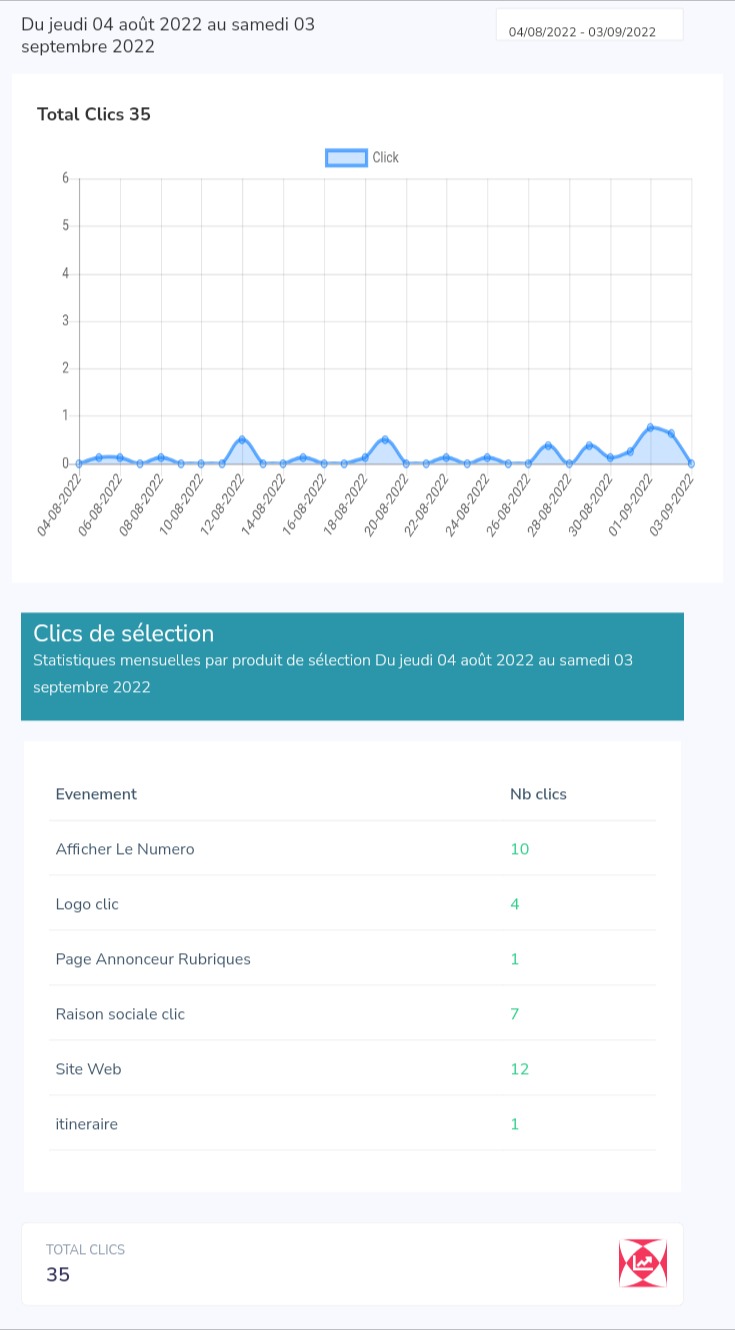 Du jeudi 04 août 2022 au samedi 03
septembre 2022
04/08/2022 - 03/09/2022
Total Clics 35
Click
6
5
4
3
2
1
0
04-08-2022
06-08-2022
08-08-2022
10-08-2022
12-08-2022
14-08-2022
16-08-2022
18-08-2022
20-08-2022
22-08-2022
24-08-2022
26-08-2022
28-08-2022
30-08-2022
01-09-2022
03-09-2022
Clics de sélection
Statistiques mensuelles par produit de sélection Du jeudi 04 août 2022 au samedi 03
septembre 2022
Evenement Nb clics
Afficher Le Numero 10
Logo clic 4
Page Annonceur Rubriques 1
Raison sociale clic 7
Site Web 12
itineraire 1
TOTAL CLICS
35